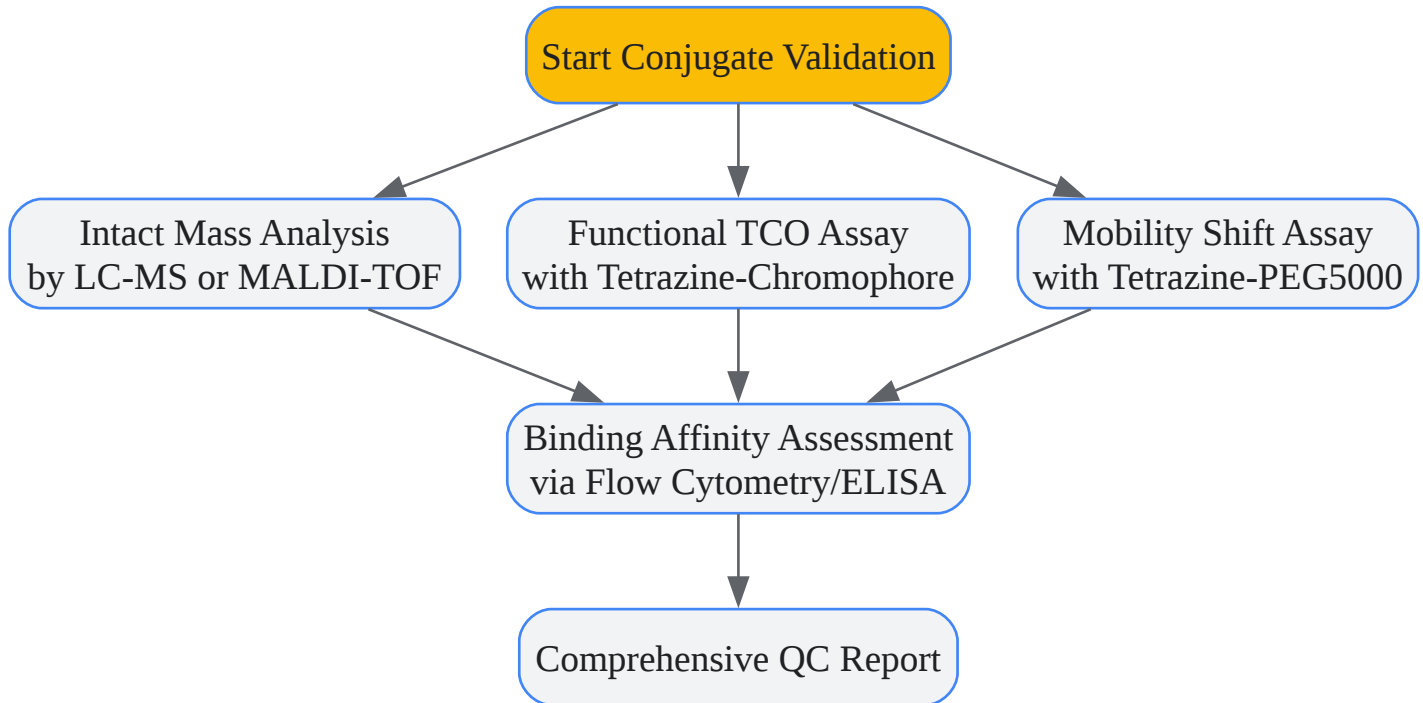 Start Conjugate Validation
Intact Mass Analysis
by LC-MS or MALDI-TOF
Functional TCO Assay
with Tetrazine-Chromophore
Mobility Shift Assay
with Tetrazine-PEG5000
Binding Affinity Assessment
via Flow Cytometry/ELISA
Comprehensive QC Report